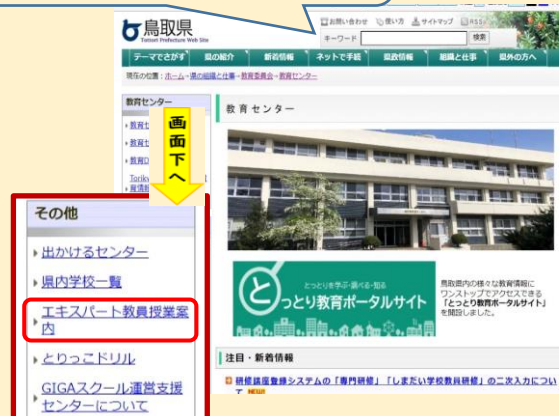 鳥取県
Tottori Prefecture Web Site
お問い合わせ 使い方 サイトマップ RSS
キーワード 検索
テーマでさがす 県の紹介 新着情報 ネットで手続 県政情報 組織と仕事 県外の方へ
現在の位置：ホーム→県の組織と仕事→教育委員会→教育センター
教育センター
教育セ
教育セ
教育D
Torik
画面下へ
教育センター
とっとりを学ぶ・調べる・知る
とっとり教育ポータルサイト
鳥取県内の様々な教育情報に
ワンストップでアクセスできる
「とっとり教育ポータルサイト」
を開設しました。
その他
出かけるセンター
県内学校一覧
エキスパート教員授業案
内
とりっこドリル
GIGAスクール運営支援
センターについて
注目・新着情報
研修講座登録システムの「専門研修」「しまだい学校教員研修」の二次入力につい
て NEW